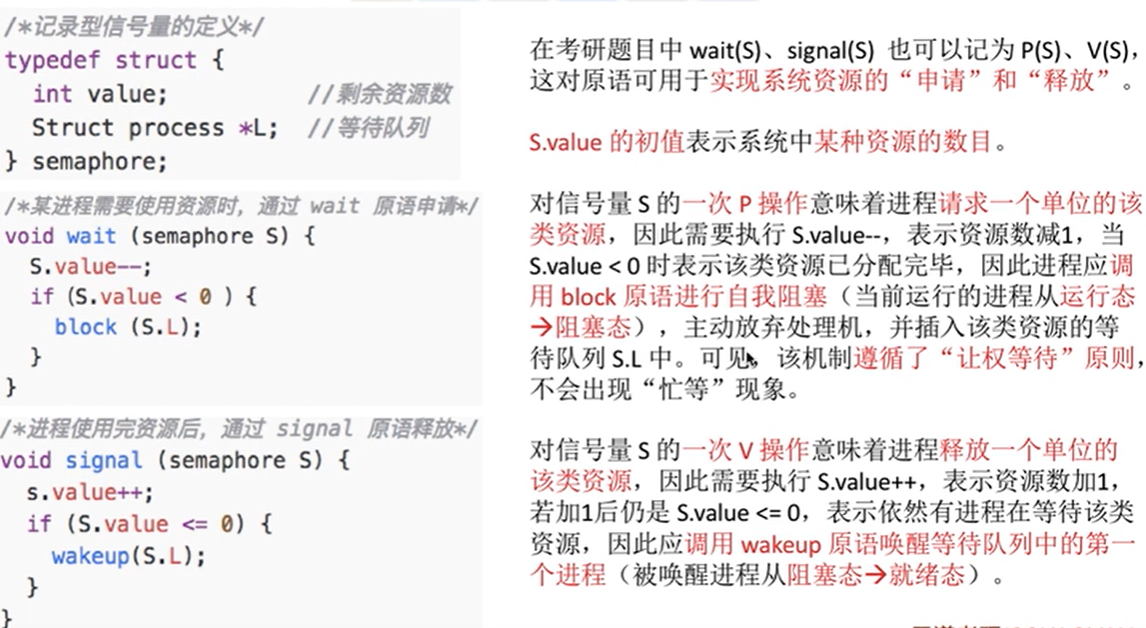 /*记录型信号量的定义*/
typedef struct {
int value; //剩余资源数
Struct process *L; //等待队列
} semaphore;
/*某进程需要使用资源时，通过 wait 原语申请*/
void wait (semaphore S) {
S.value--;
if (S.value < 0 ) {
block (S.L);
}
}
/*进程使用完资源后，通过 signal 原语释放*/
void signal (semaphore S) {
s.value++;
if (S.value <= 0) {
wakeup(S.L);
}
}
在考研题目中 wait(S)、signal(S) 也可以记为 P(S)、V(S)，
这对原语可用于实现系统资源的“申请”和“释放”。
S.value 的初值表示系统中某种资源的数目。
对信号量 S 的一次 P 操作意味着进程请求一个单位的该
类资源，因此需要执行 S.value--，表示资源数减1，当
S.value < 0 时表示该类资源已分配完毕，因此进程应调
用 block 原语进行自我阻塞（当前运行的进程从运行态
→阻塞态），主动放弃处理机，并插入该类资源的等
待队列 S.L 中。可见，该机制遵循了“让权等待”原则，
不会出现“忙等”现象。
对信号量 S 的一次 V 操作意味着进程释放一个单位的
该类资源，因此需要执行 S.value++，表示资源数加1，
若加1后仍是 S.value <= 0，表示依然有进程在等待该类
资源，因此应调用 wakeup 原语唤醒等待队列中的第一
个进程（被唤醒进程从阻塞态→就绪态）。